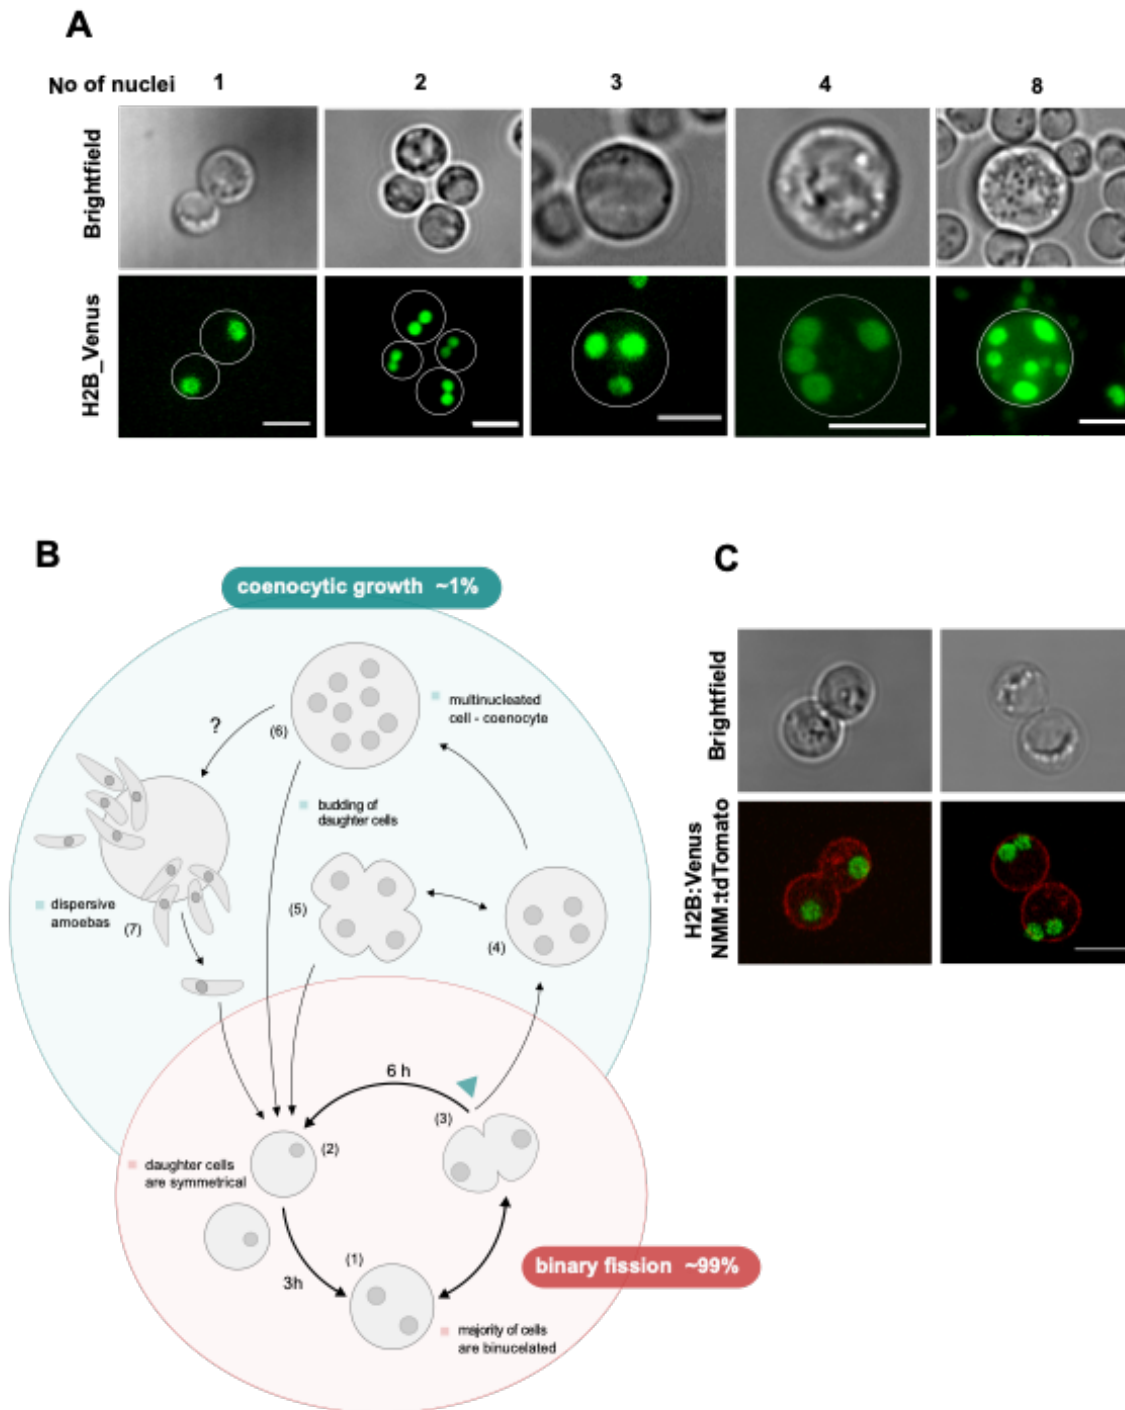 A
No of nuclei 1 2 3 4 8
Brightfield
H2B_Venus
B
coenocytic growth ~1%
multinucleated
cell - coenocyte
?
(6)
budding of
daughter cells
dispersive
amoebas
(7)
(5)
(4)
6 h
(3)
(2)
daughter cells
are symmetrical
(1)
3h
binary fission ~99%
majority of cells
are binucelated
C
Brightfield
H2B:Venus
NMM:tdTomato